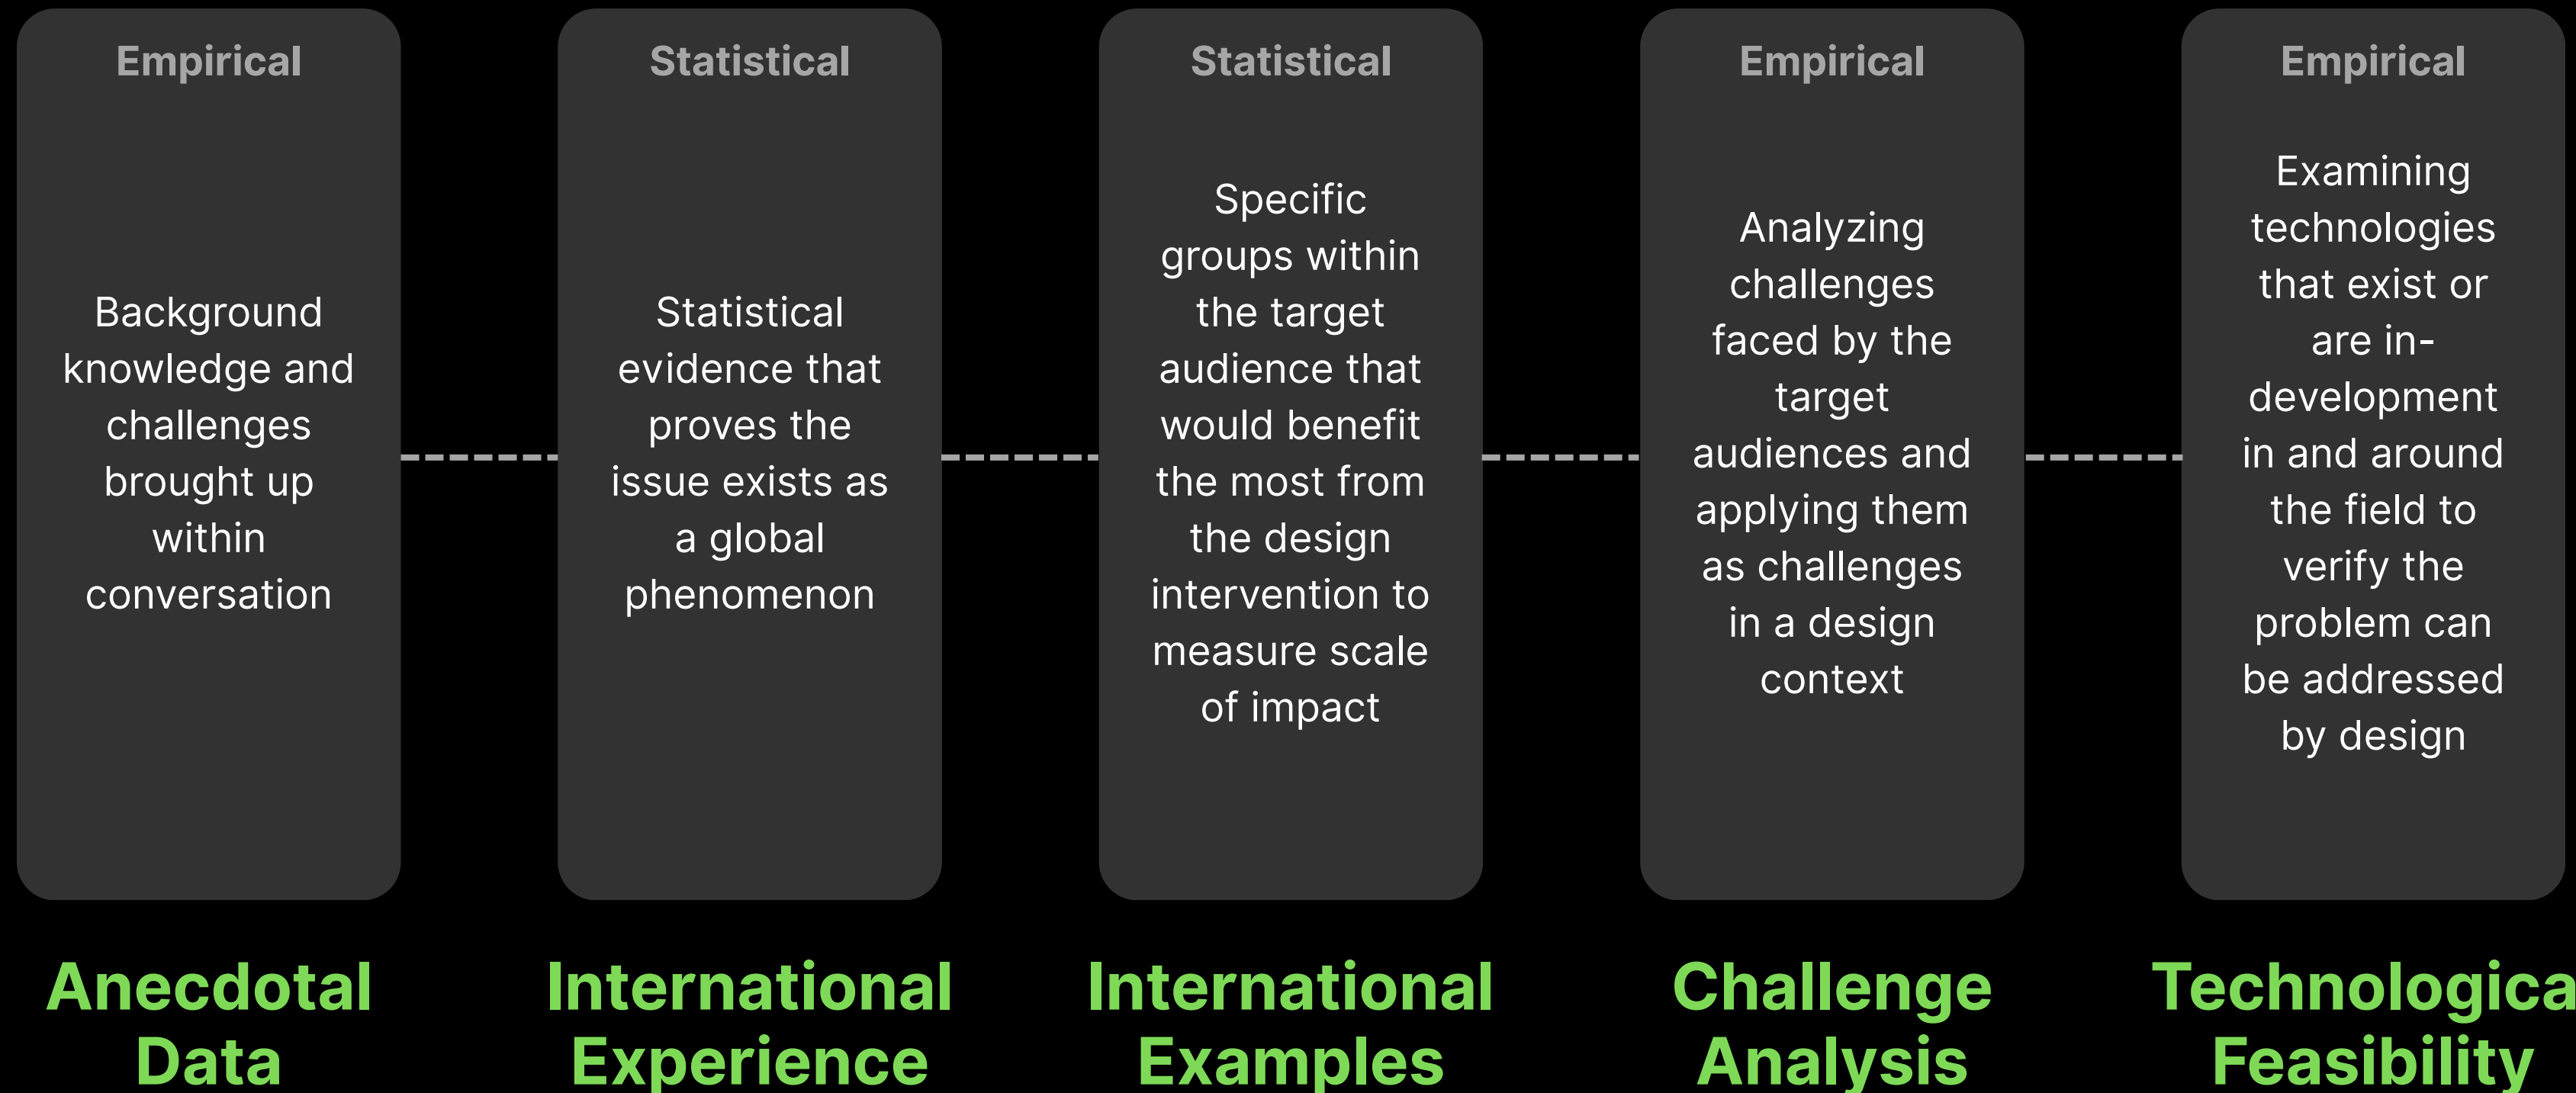 Empirical
Background
knowledge and
challenges
brought up
within
conversation
Anecdotal
Data
Statistical
Statistical
evidence that
proves the
issue exists as
a global
phenomenon
International
Experience
Statistical
Specific
groups within
the target
audience that
would benefit
the most from
the design
intervention to
measure scale
of impact
International
Examples
Empirical
Analyzing
challenges
faced by the
target
audiences and
applying them
as challenges
in a design
context
Challenge
Analysis
Empirical
Examining
technologies
that exist or
are in-
development
in and around
the field to
verify the
problem can
be addressed
by design
Technologica
Feasibility